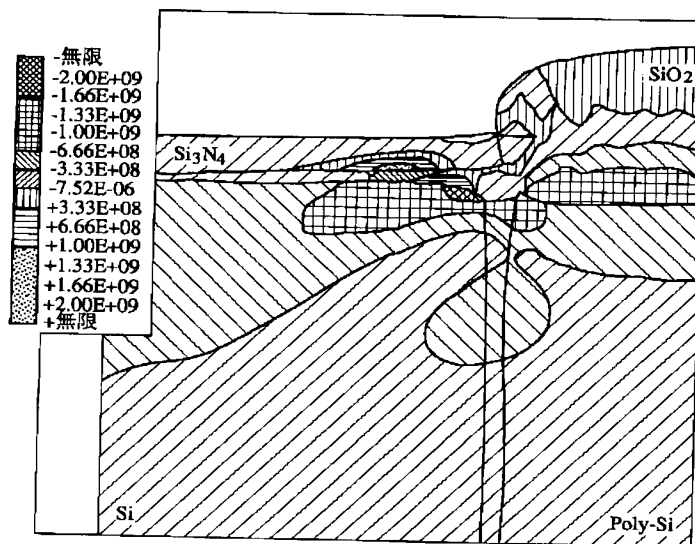 -無限
-2.00E+09
-1.66E+09
-1.33E+09
-1.00E+09
-6.66E+08
-3.33E+08
-7.52E-06
+3.33E+08
+6.66E+08
+1.00E+09
+1.33E+09
+1.66E+09
+2.00E+09
+無限
SiO2
Si3N4
Si
Poly-Si